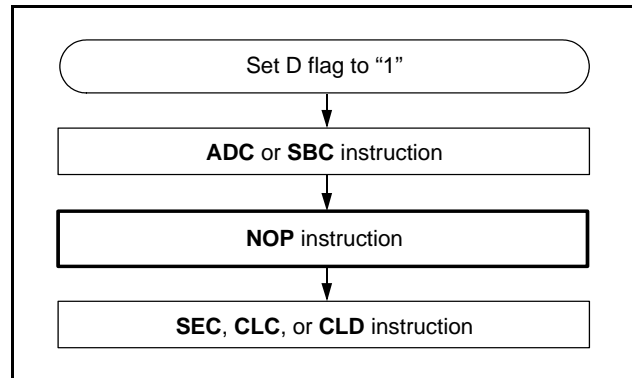 Set D flag to “1”
ADC or SBC instruction
NOP instruction
SEC, CLC, or CLD instruction